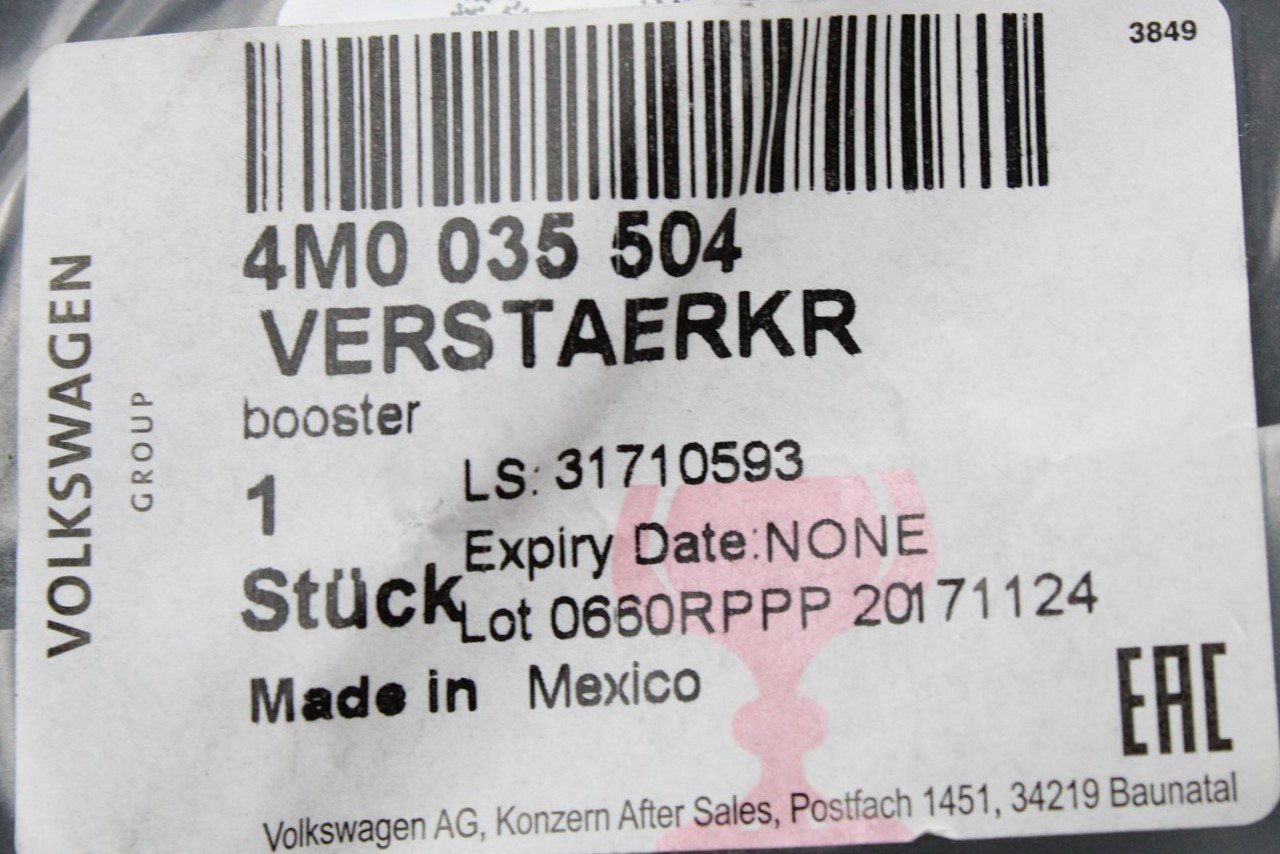 3849
4M0 035 504
VERSTAERKR
booster
1
LS: 31710593
Expiry Date:NONE
Stück
Lot 0660RPPP 20171124
Made in Mexico
EAC
Volkswagen AG, Konzern After Sales, Postfach 1451, 34219 Baunatal
VOLKSWAGEN
GROUP